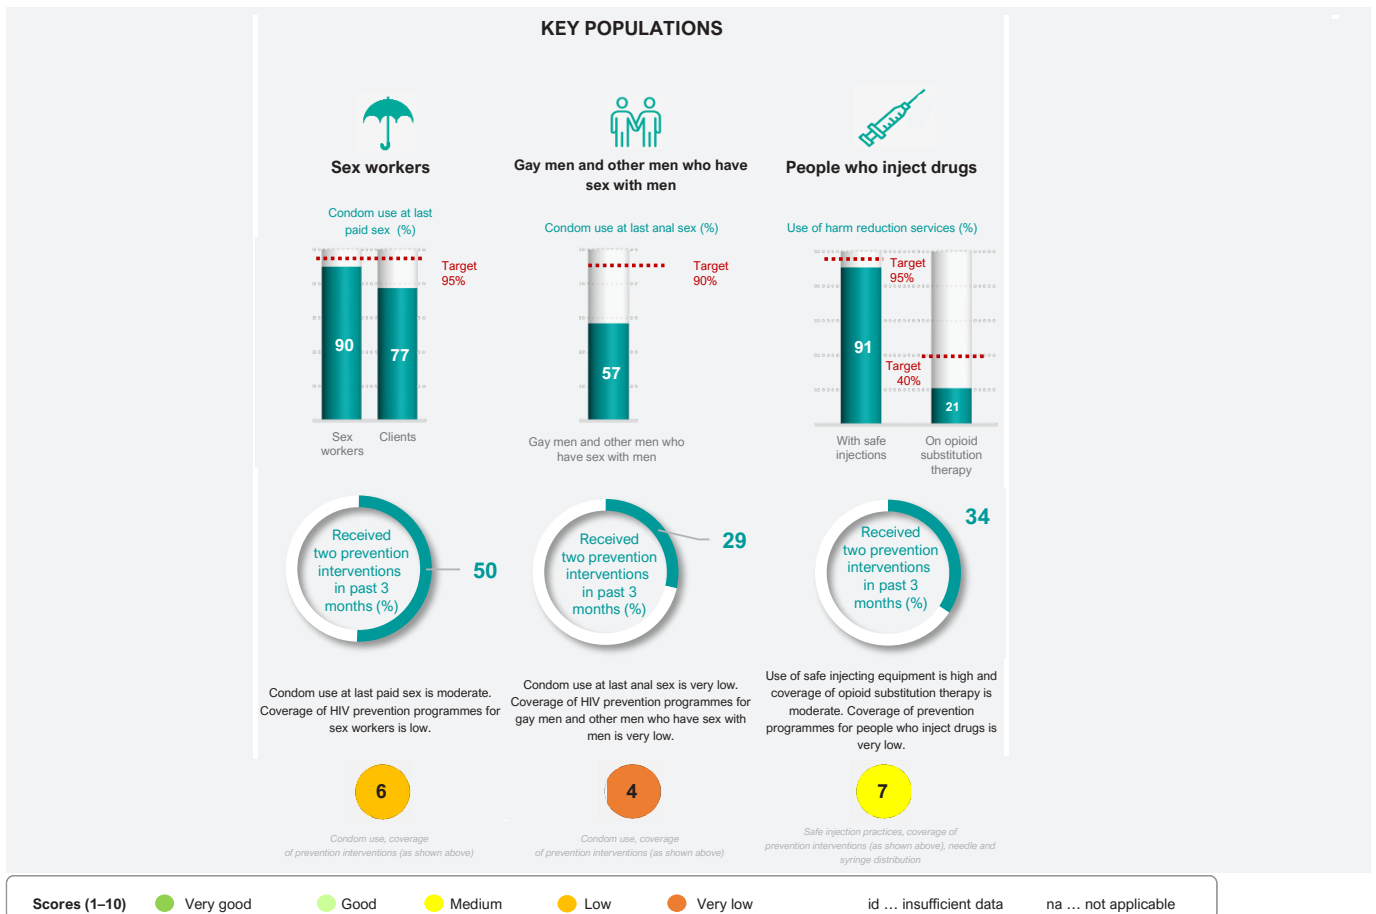 KEY POPULATIONS
Sex workers
Condom use at last
paid sex (%)
Target
95%
90
77
Sex
workers
Clients
Received
two prevention
interventions
in past 3
months (%)
50
Condom use at last paid sex is moderate.
Coverage of HIV prevention programmes for
sex workers is low.
6
Condom use, coverage
of prevention interventions (as shown above)
Gay men and other men who have
sex with men
Condom use at last anal sex (%)
Target
90%
57
Gay men and other men who
have sex with men
Received
two prevention
interventions
in past 3
months (%)
29
Condom use at last anal sex is very low.
Coverage of HIV prevention programmes for
gay men and other men who have sex with
men is very low.
4
Condom use, coverage
of prevention interventions (as shown above)
People who inject drugs
Use of harm reduction services (%)
Target
95%
91
Target
40%
21
With safe
injections
On opioid
substitution
therapy
Received
two prevention
interventions
in past 3
months (%)
34
Use of safe injecting equipment is high and
coverage of opioid substitution therapy is
moderate. Coverage of prevention
programmes for people who inject drugs is
very low.
7
Safe injection practices, coverage of
prevention interventions (as shown above), needle and
syringe distribution
Scores (1–10) Very good Good Medium Low Very low id … insufficient data na … not applicable